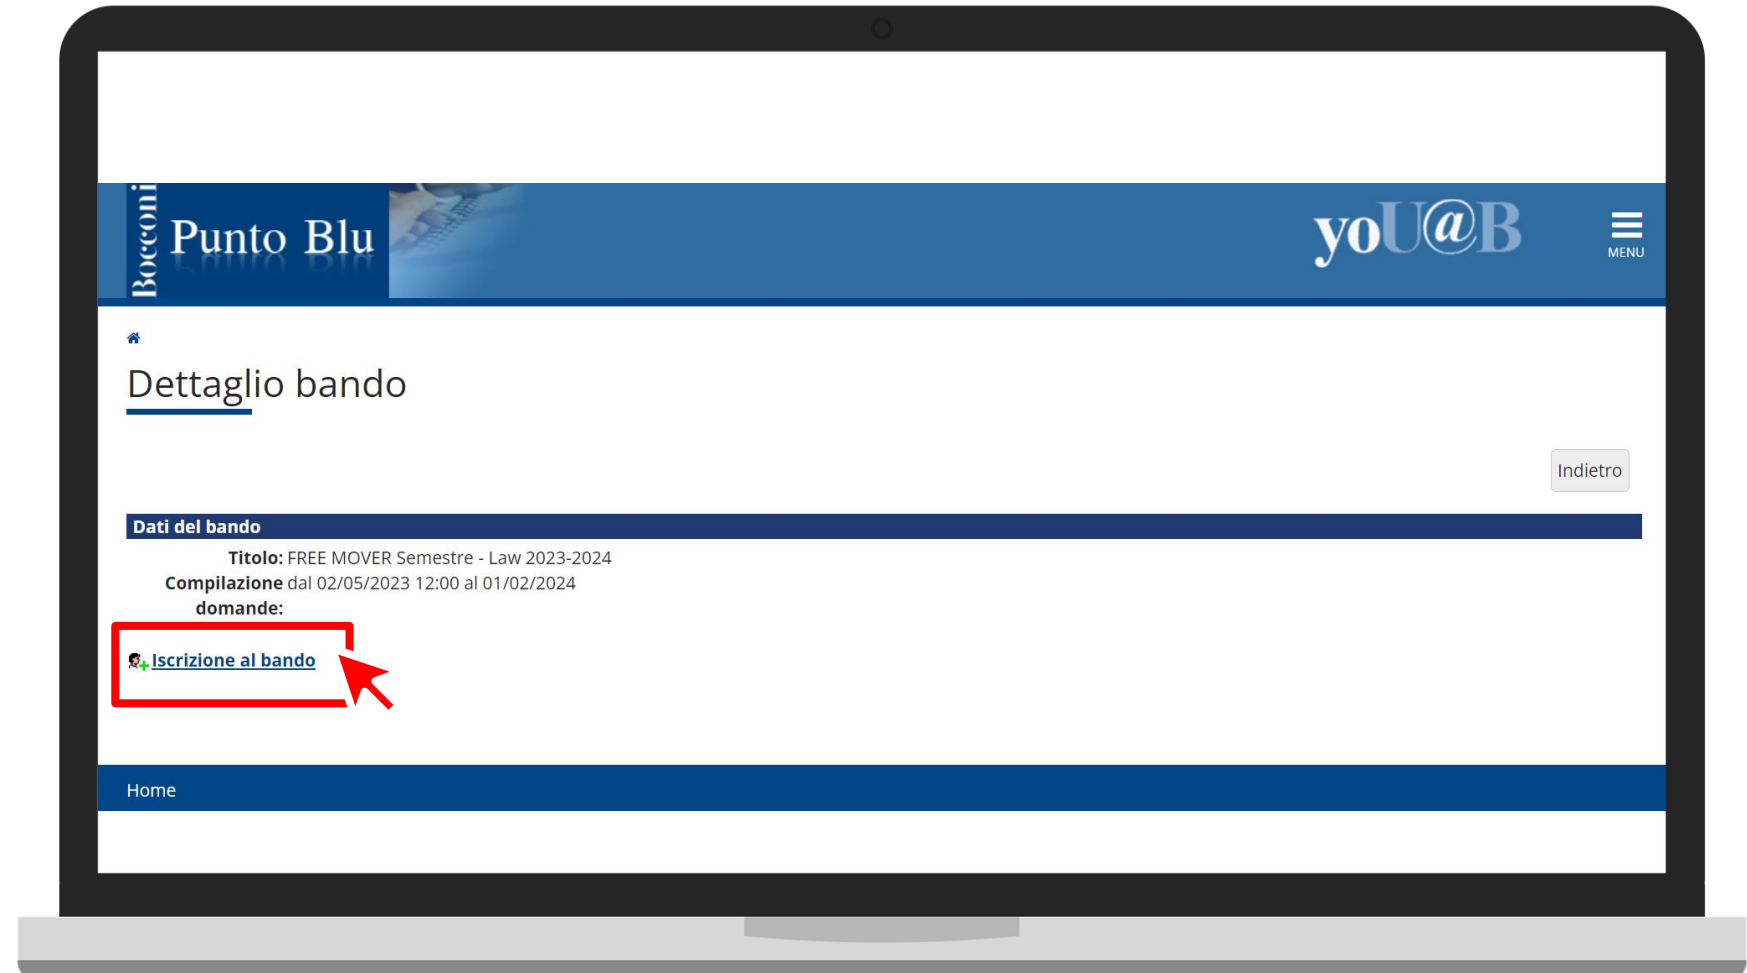 Bocconi
Punto Blu
yoU@B
MENU
Dettaglio bando
Indietro
Dati del bando
Titolo: FREE MOVER Semestre - Law 2023-2024
Compilazione dal 02/05/2023 12:00 al 01/02/2024
domande:
Iscrizione al bando
Home